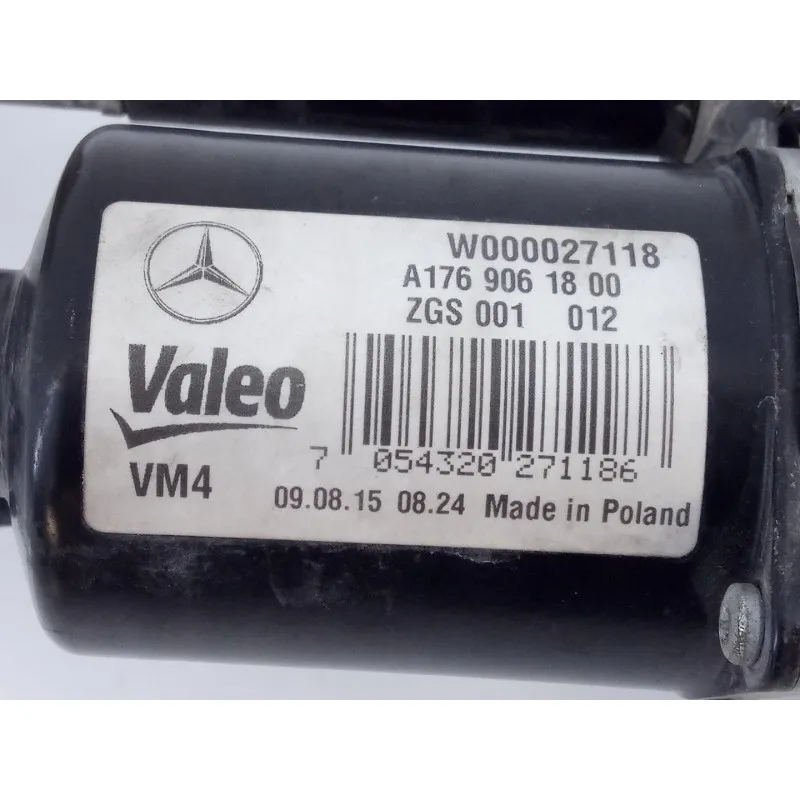 W000027118
A176 906 18 00
ZGS 001 012
Valeo
7 054320 271186
VM4
09.08.15 08.24 Made in Poland